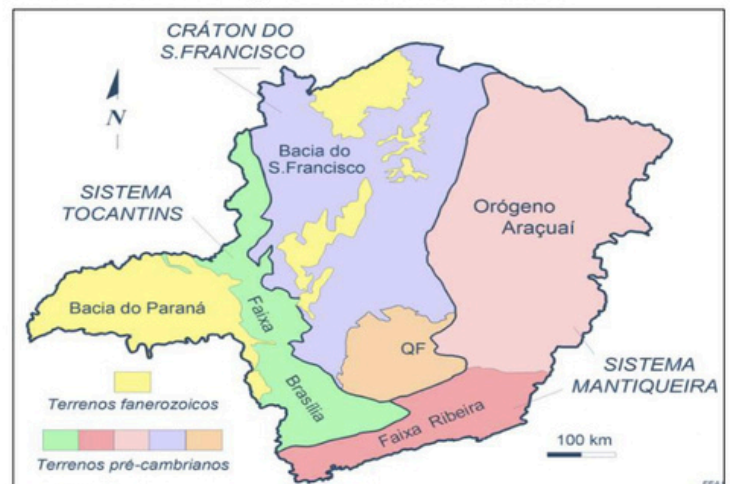 CRÁTON DO
S.FRANCISCO
N
Bacia do
S.Francisco
SISTEMA
TOCANTINS
Orógeno
Araçuaí
Bacia do Paraná
Faixa
Brasília
QF
SISTEMA
MANTIQUEIRA
Terrenos fanerozoicos
Faixa Ribeira
100 km
Terrenos pré-cambrianos